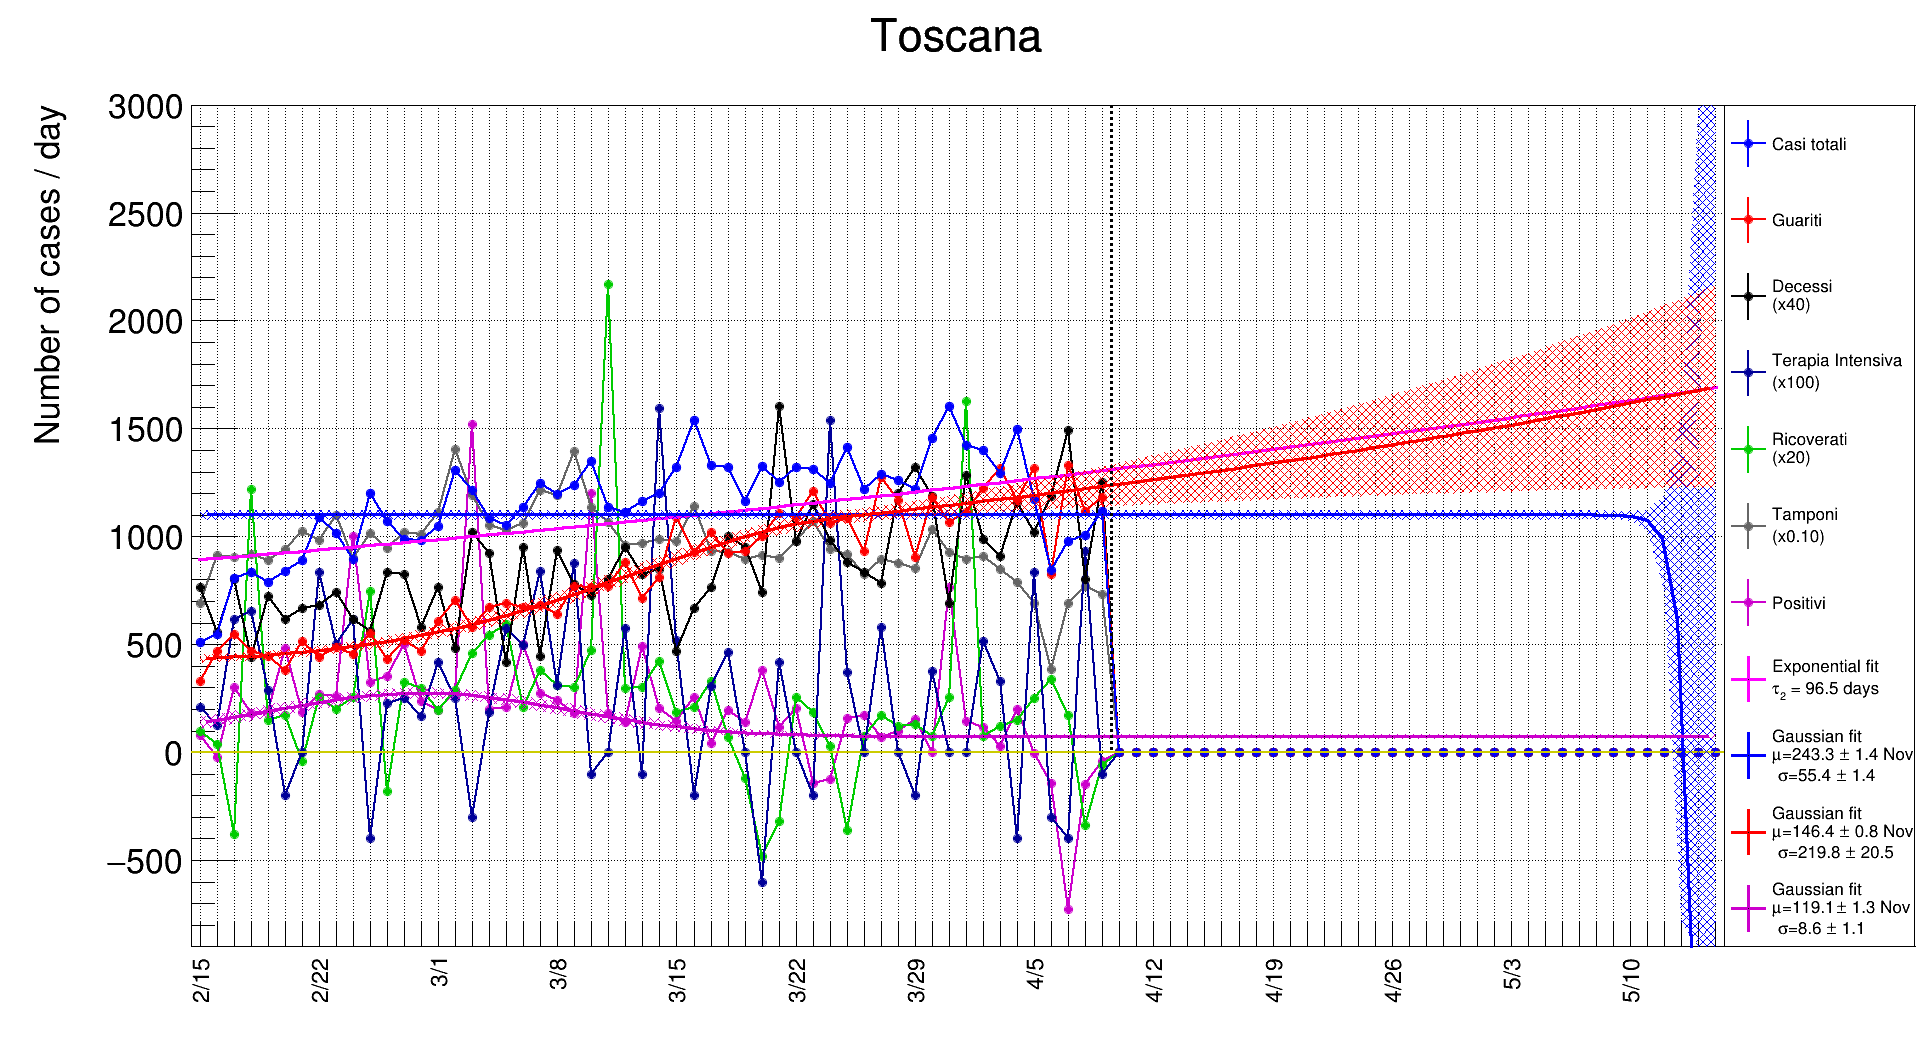 Toscana
Number of cases / day
3000
2500
2000
1500
1000
500
0
−500
2/15
2/22
3/1
3/8
3/15
3/22
3/29
4/5
4/12
4/19
4/26
5/3
5/10
Casi totali
Guariti
Decessi
(x40)
Terapia Intensiva
(x100)
Ricoverati
(x20)
Tamponi
(x0.10)
Positivi
Exponential fit
τ₂ = 96.5 days
Gaussian fit
μ=243.3 ± 1.4 Nov
σ=55.4 ± 1.4
Gaussian fit
μ=146.4 ± 0.8 Nov
σ=219.8 ± 20.5
Gaussian fit
μ=119.1 ± 1.3 Nov
σ=8.6 ± 1.1